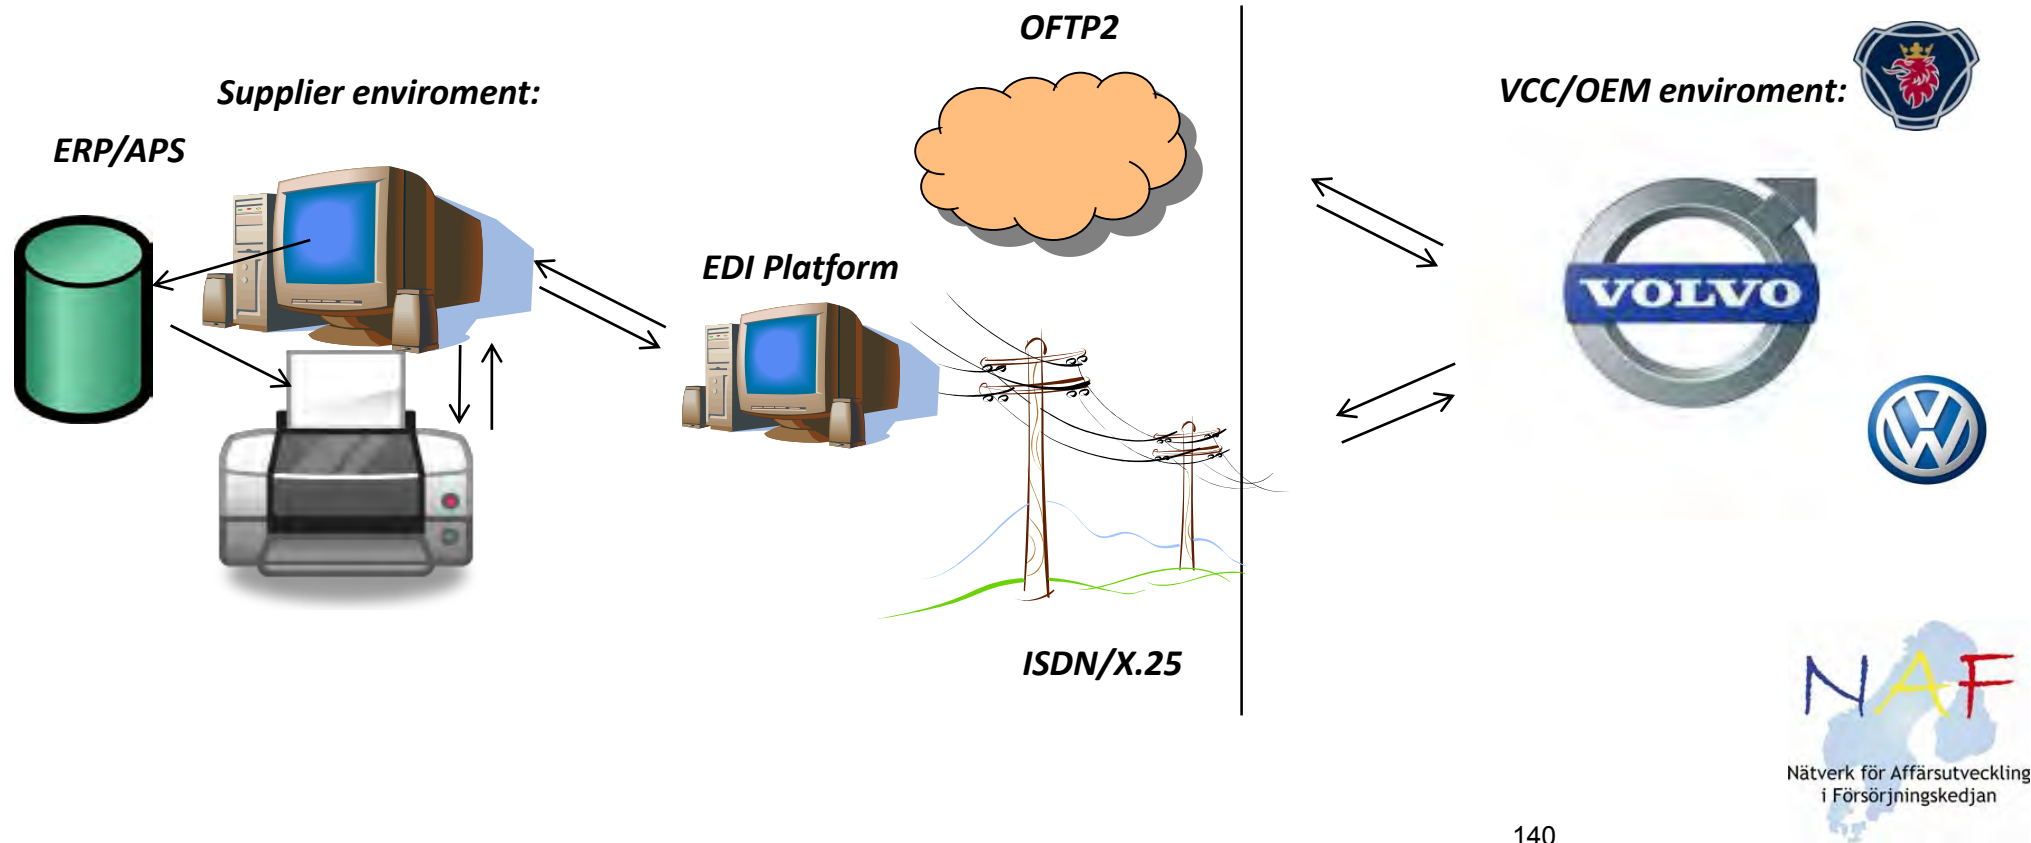 OFTP2
Supplier enviroment:
VCC/OEM enviroment:
ERP/APS
EDI Platform
VOLVO
ISDN/X.25
NAF
Nätverk för Affärsutveckling
i Försörjningskedjan
140